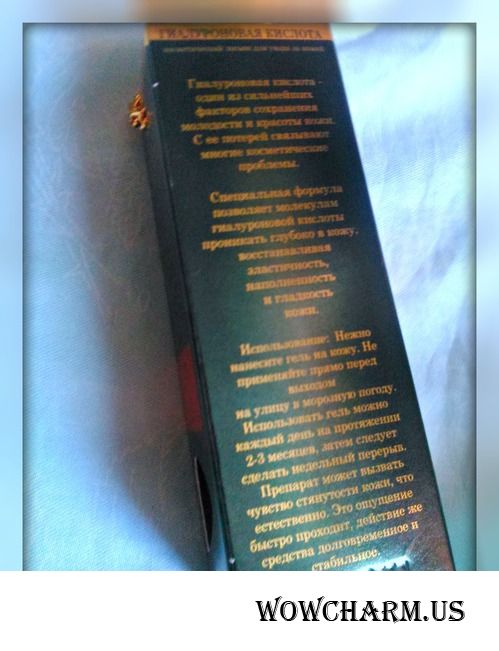 ГИАЛУРОНОВАЯ КИСЛОТА
Гиалуроновая кислота -
один из сильнейших
факторов сохранения
молодости и красоты кожи.
С ее потерей связывают
многие косметические
проблемы.
Специальная формула
позволяет молекулам
гиалуроновой кислоты
проникать глубоко в кожу.
восстанавливая
эластичность,
наполненность
и гладкость
кожи.
Использование: Нежно
нанесите гель на кожу. Не
применяйте прямо перед
выходом
на улицу в морозную погоду.
Использовать гель можно
каждый день на протяжении
2-3 месяцев, затем следует
сделать недельный перерыв.
Препарат может вызвать
чувство стянутости кожи, что
естественно. Это ощущение
быстро проходит, действие же
средства долговременное и
стабильное.
WOWCHARM.US